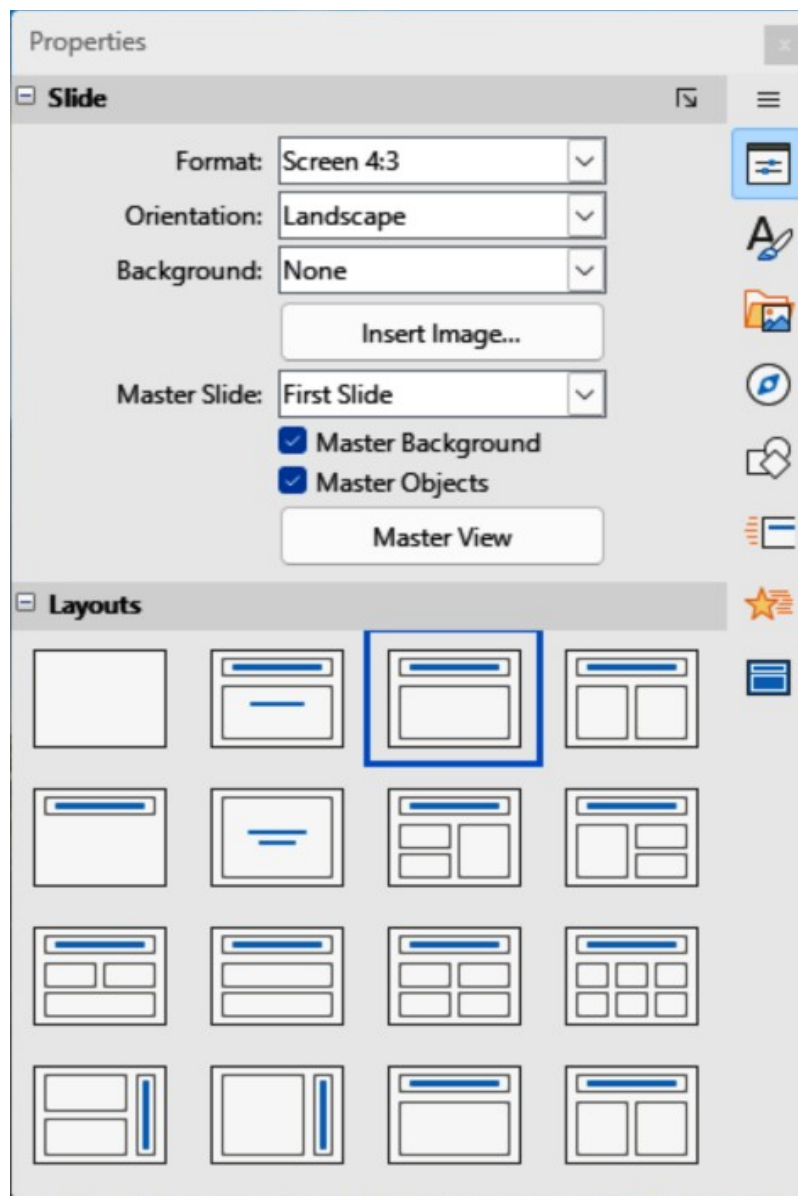 Properties
Slide
Format: Screen 4:3
Orientation: Landscape
Background: None
Insert Image...
Master Slide: First Slide
Master Background
Master Objects
Master View
Layouts